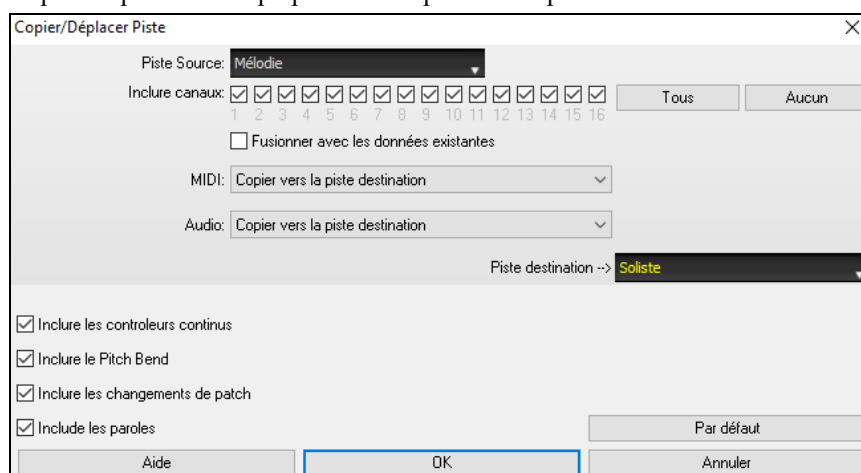 Copier/Déplacer Piste
Piste Source: Mélodie
Inclure canaux: Tous Aucun
1 2 3 4 5 6 7 8 9 10 11 12 13 14 15 16
Fusionner avec les données existantes
MIDI: Copier vers la piste destination
Audio: Copier vers la piste destination
Piste destination --> Soliste
Inclure les controleurs continus
Inclure le Pitch Bend
Inclure les changements de patch
Include les paroles
Par défaut
Aide OK Annuler